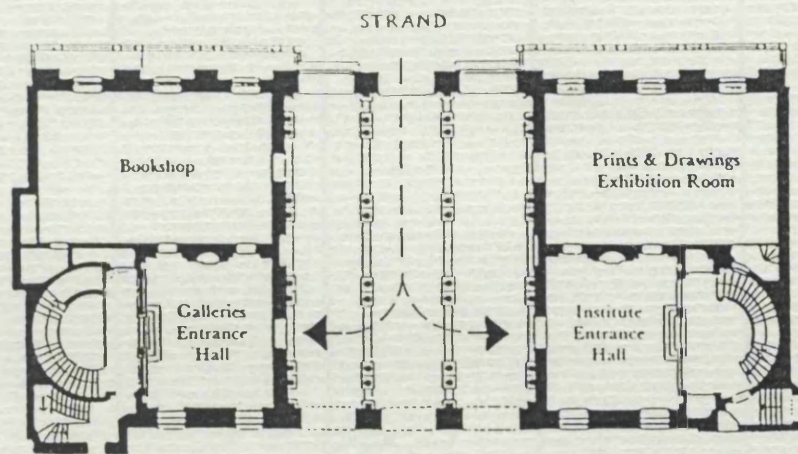 STRAND
Bookshop
Prints & Drawings
Exhibition Room
Galleries
Entrance
Hall
Institute
Entrance
Hall